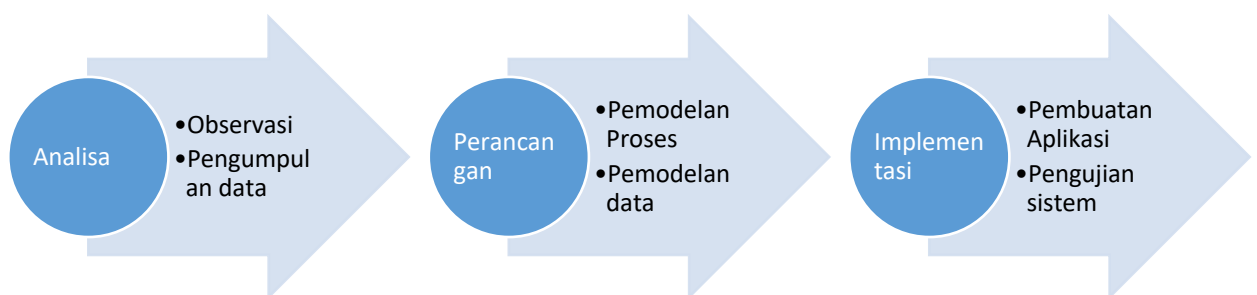 Analisa
•Observasi
•Pengumpul
an data
Perancan
gan
•Pemodelan
Proses
•Pemodelan
data
Implemen
tasi
•Pembuatan
Aplikasi
•Pengujian
sistem